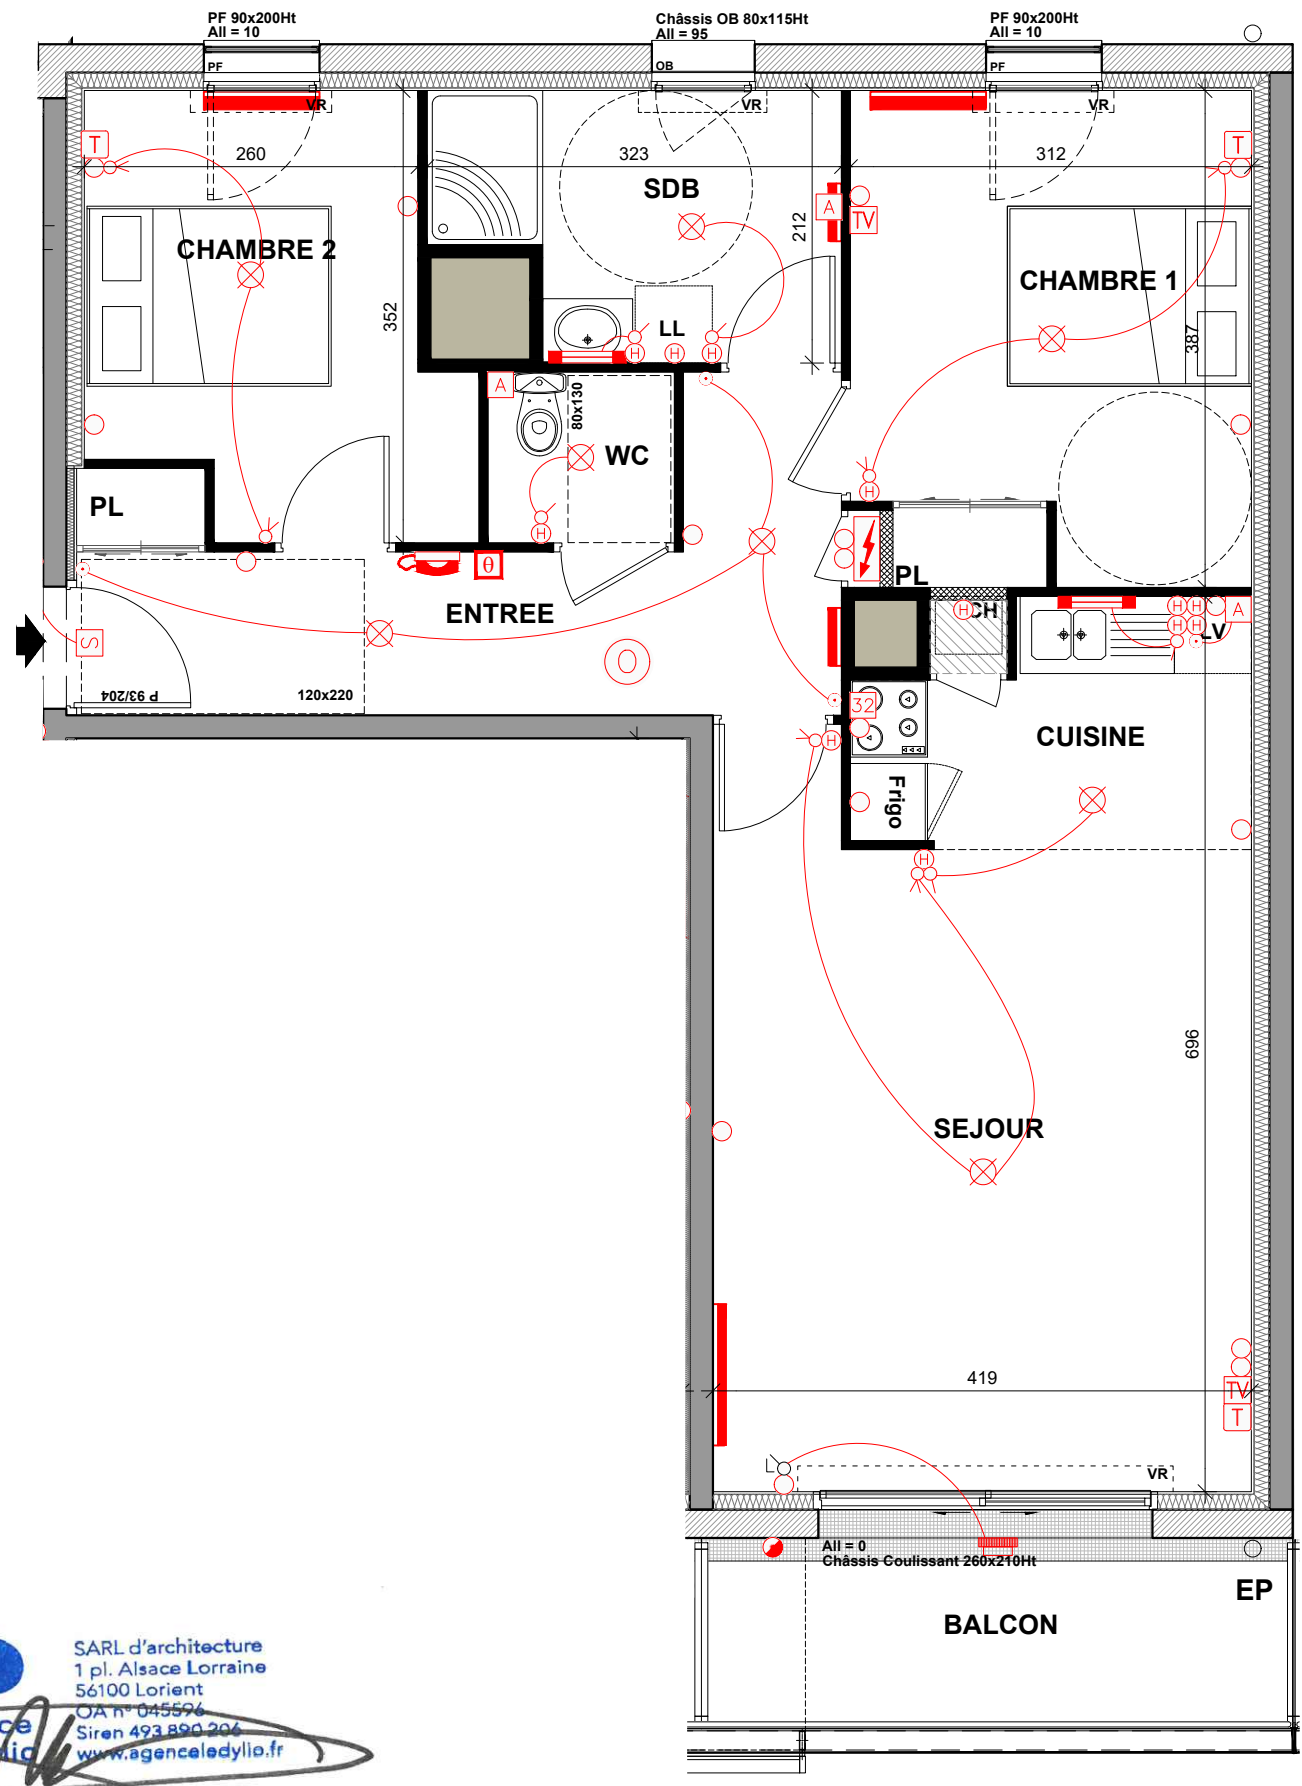 PF 90x200Ht
All = 10
Châssis OB 80x115Ht
All = 95
PF 90x200Ht
All = 10
PF
OB
PF
VR
VR
VR
T
T
260
323
312
SDB
A
TV
212
CHAMBRE 2
CHAMBRE 1
352
387
LL
H
H
H
A
80x130
WC
H
H
PL
PL
θ
ENTREE
CH
H
H
H
H
H
A
LV
S
O
P 93/204
120x220
32
H
CUISINE
Frigo
H
696
SEJOUR
419
TV
T
L
VR
All = 0
Châssis Coulissant 260x210Ht
EP
BALCON
SARL d'architecture
1 pl. Alsace Lorraine
56100 Lorient
OA n° 045596
Siren 493 890 206
www.agenceledylio.fr